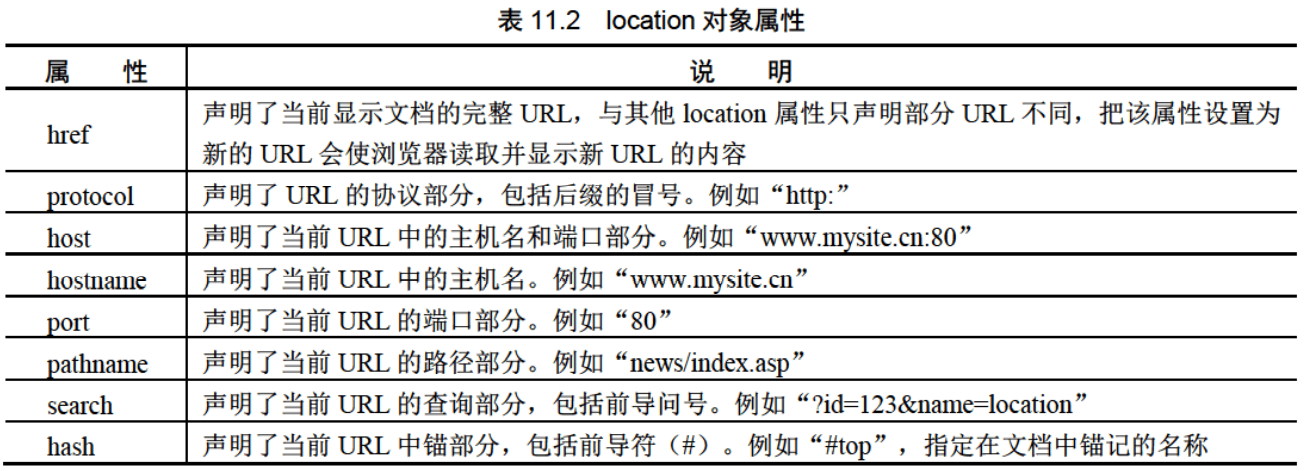 表 11.2 location 对象属性
属 性 说 明
href 声明了当前显示文档的完整 URL，与其他 location 属性只声明部分 URL 不同，把该属性设置为
新的 URL 会使浏览器读取并显示新 URL 的内容
protocol 声明了 URL 的协议部分，包括后缀的冒号。例如“http:”
host 声明了当前 URL 中的主机名和端口部分。例如“www.mysite.cn:80”
hostname 声明了当前 URL 中的主机名。例如“www.mysite.cn”
port 声明了当前 URL 的端口部分。例如“80”
pathname 声明了当前 URL 的路径部分。例如“news/index.asp”
search 声明了当前 URL 的查询部分，包括前导问号。例如“?id=123&name=location”
hash 声明了当前 URL 中锚部分，包括前导符（#）。例如“#top”，指定在文档中锚记的名称